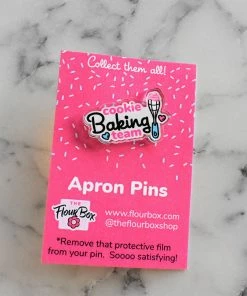 Collect them all!
cookie
Baking
team
Apron Pins
THE
Flour Box
www.flourbox.com
@theflourboxshop
*Remove that protective film
from your pin. Soooo satisfying!